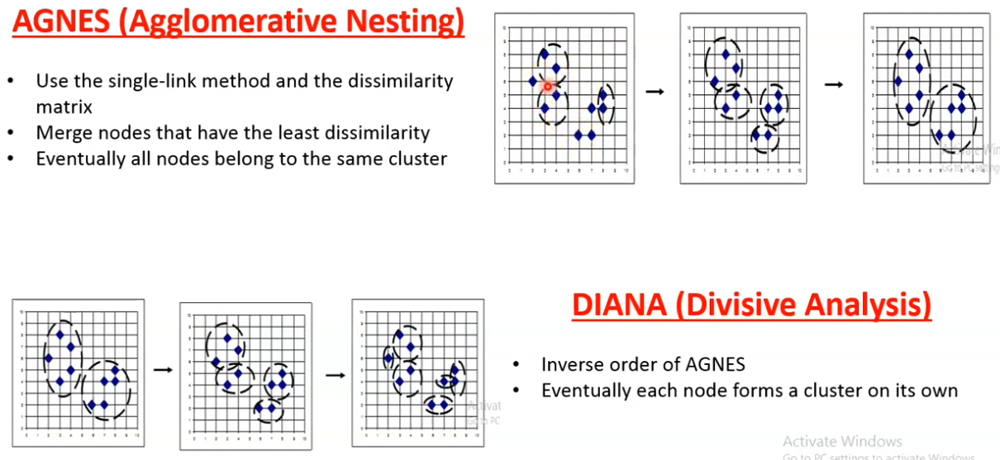 AGNES (Agglomerative Nesting)
• Use the single-link method and the dissimilarity
matrix
• Merge nodes that have the least dissimilarity
• Eventually all nodes belong to the same cluster
DIANA (Divisive Analysis)
• Inverse order of AGNES
• Eventually each node forms a cluster on its own
Activate Windows
Go to PC settings to activate Windows